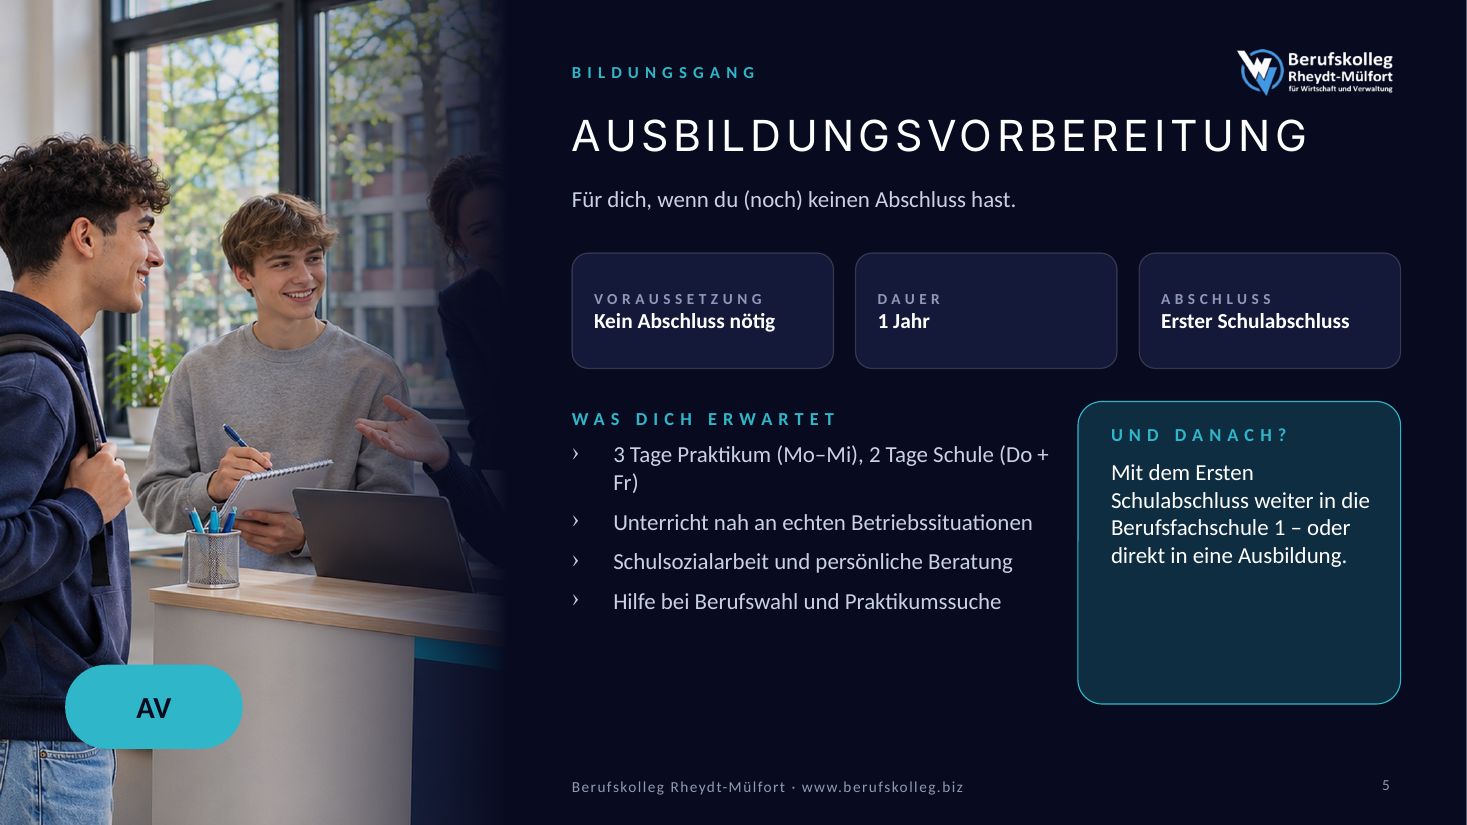 BILDUNGSGANG
Berufskolleg
Rheydt-Mülfort
für Wirtschaft und Verwaltung
AUSBILDUNGSVORBEREITUNG
Für dich, wenn du (noch) keinen Abschluss hast.
VORAUSSETZUNG
Kein Abschluss nötig
DAUER
1 Jahr
ABSCHLUSS
Erster Schulabschluss
WAS DICH ERWARTET
› 3 Tage Praktikum (Mo–Mi), 2 Tage Schule (Do +
Fr)
› Unterricht nah an echten Betriebssituationen
› Schulsozialarbeit und persönliche Beratung
› Hilfe bei Berufswahl und Praktikumssuche
UND DANACH?
Mit dem Ersten
Schulabschluss weiter in die
Berufsfachschule 1 – oder
direkt in eine Ausbildung.
AV
Berufskolleg Rheydt-Mülfort · www.berufskolleg.biz
5